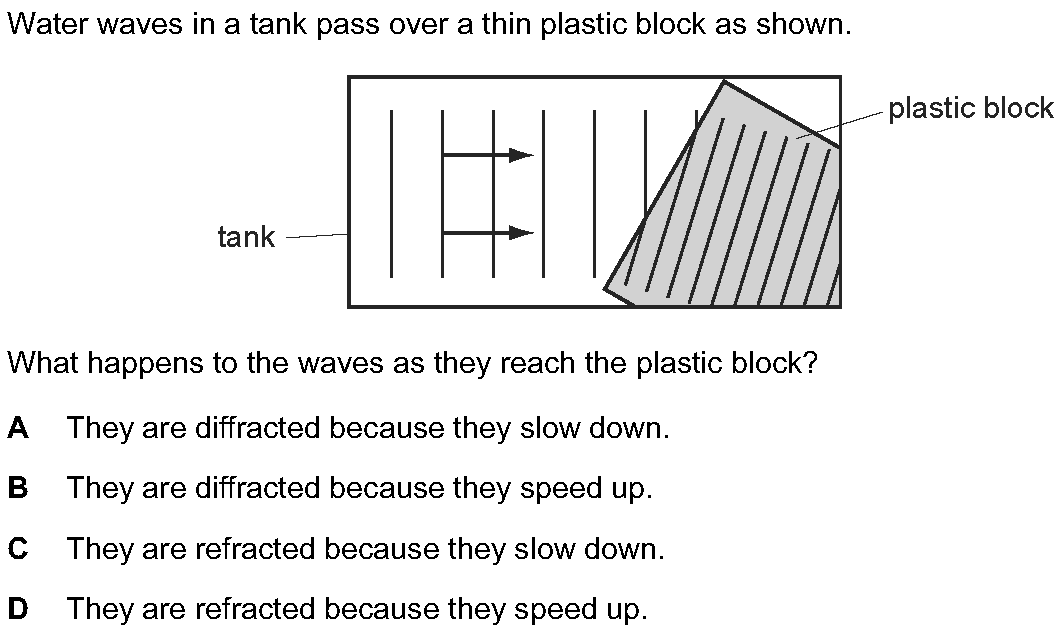 Water waves in a tank pass over a thin plastic block as shown.
plastic block
tank
What happens to the waves as they reach the plastic block?
A They are diffracted because they slow down.
B They are diffracted because they speed up.
C They are refracted because they slow down.
D They are refracted because they speed up.